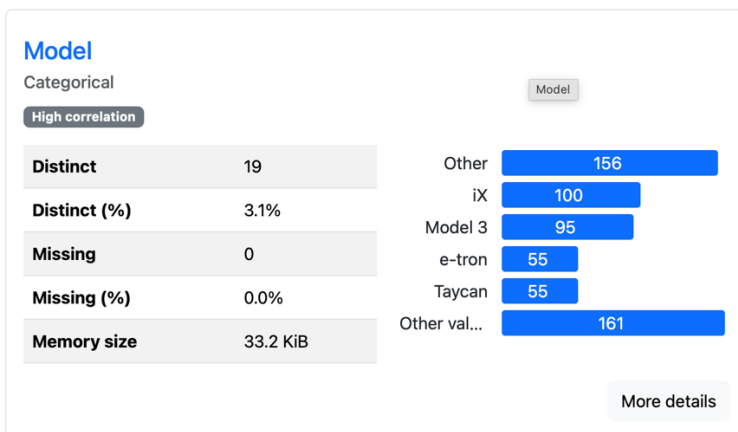 Model
Categorical
Model
High correlation
Distinct 19
Distinct (%) 3.1%
Missing 0
Missing (%) 0.0%
Memory size 33.2 KiB
Other 156
iX 100
Model 3 95
e-tron 55
Taycan 55
Other val... 161
More details